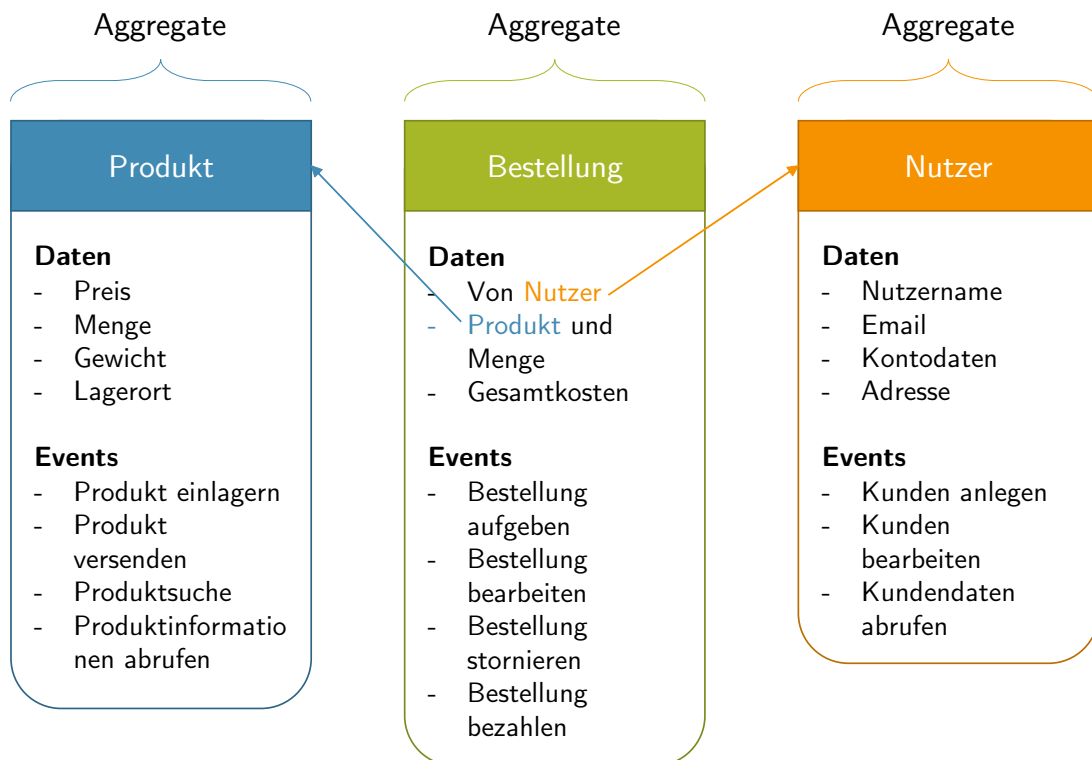 Aggregate
Aggregate
Aggregate
Produkt
Daten
- Preis
- Menge
- Gewicht
- Lagerort
Events
- Produkt einlagern
- Produkt
versenden
- Produktsuche
- Produktinformatio
nen abrufen
Bestellung
Daten
- Von Nutzer
- Produkt und
Menge
- Gesamtkosten
Events
- Bestellung
aufgeben
- Bestellung
bearbeiten
- Bestellung
stornieren
- Bestellung
bezahlen
Nutzer
Daten
- Nutzername
- Email
- Kontodaten
- Adresse
Events
- Kunden anlegen
- Kunden
bearbeiten
- Kundendaten
abrufen